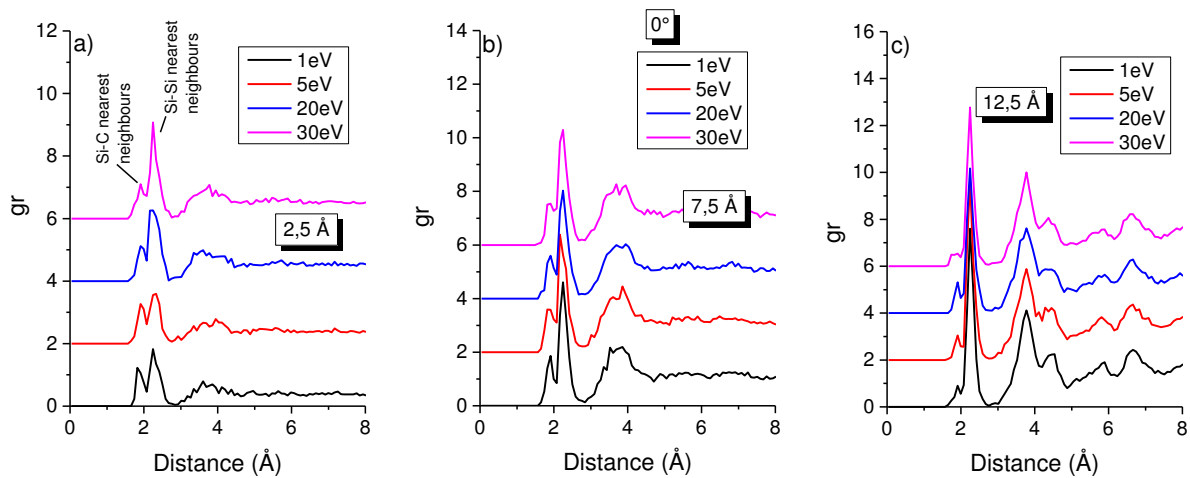 a)
12
10
8
6
4
2
0
gr
Si-C nearest
neighbours
Si-Si nearest
neighbours
1eV
5eV
20eV
30eV
2,5 Å
0 2 4 6 8
Distance (Å)
b)
0°
14
12
10
8
6
4
2
0
gr
1eV
5eV
20eV
30eV
7,5 Å
0 2 4 6 8
Distance (Å)
c)
16
14
12
10
8
6
4
2
0
gr
12,5 Å
1eV
5eV
20eV
30eV
0 2 4 6 8
Distance (Å)